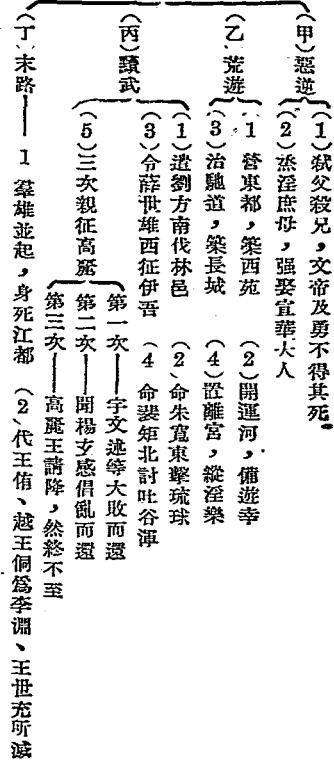 （甲）惡逆
（1）弑父殺兄，文帝及勇不得其死。
（2）烝淫庶母，强娶宣華夫人
（乙）荒遊
1 營東都，築西苑
（2）開運河，備遊幸
（3）治馳道，築長城
（4）置離宮，縱淫樂
（丙）黷武
（1）遣劉方南伐林邑
（2）命朱寬東擊琉球
（3）令薛世雄西征伊吾
（4 命裴矩北討吐谷渾
（5）三次親征高麗
第一次——宇文述等大敗而還
第二次——聞楊玄感倡亂而還
第三次——高麗王請降，然終不至
（丁）末路——1 羣雄並起，身死江都 （2、代王侑、越王侗爲李淵、王世充所滅